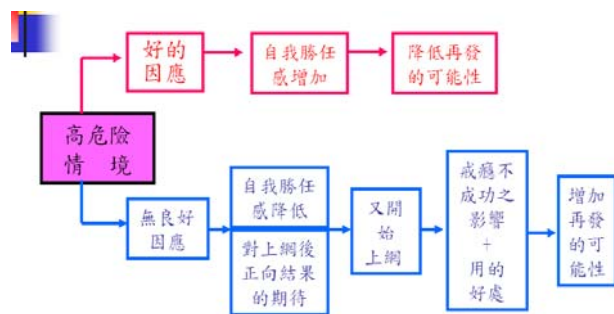 高危險
情 境
好的
因應
自我勝任
感增加
降低再發
的可能性
無良好
因應
自我勝任
感降低
對上網後
正向結果
的期待
又開
始
上網
戒癮不
成功之
影響
+
用的
好處
增加
再發
的可
能性